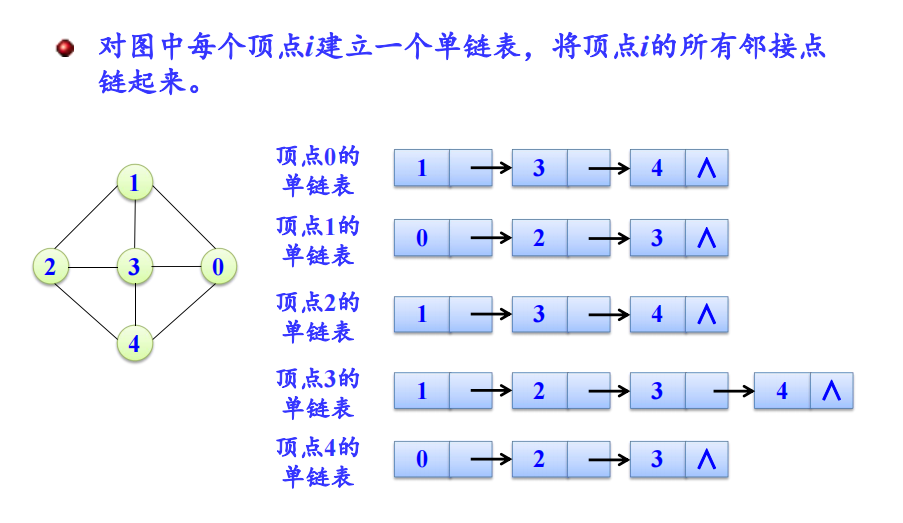 对图中每个顶点i建立一个单链表，将顶点i的所有邻接点
链起来。
1
2 3 0
4
顶点0的
单链表
1 3 4 ∧
顶点1的
单链表
0 2 3 ∧
顶点2的
单链表
1 3 4 ∧
顶点3的
单链表
1 2 3 4 ∧
顶点4的
单链表
0 2 3 ∧